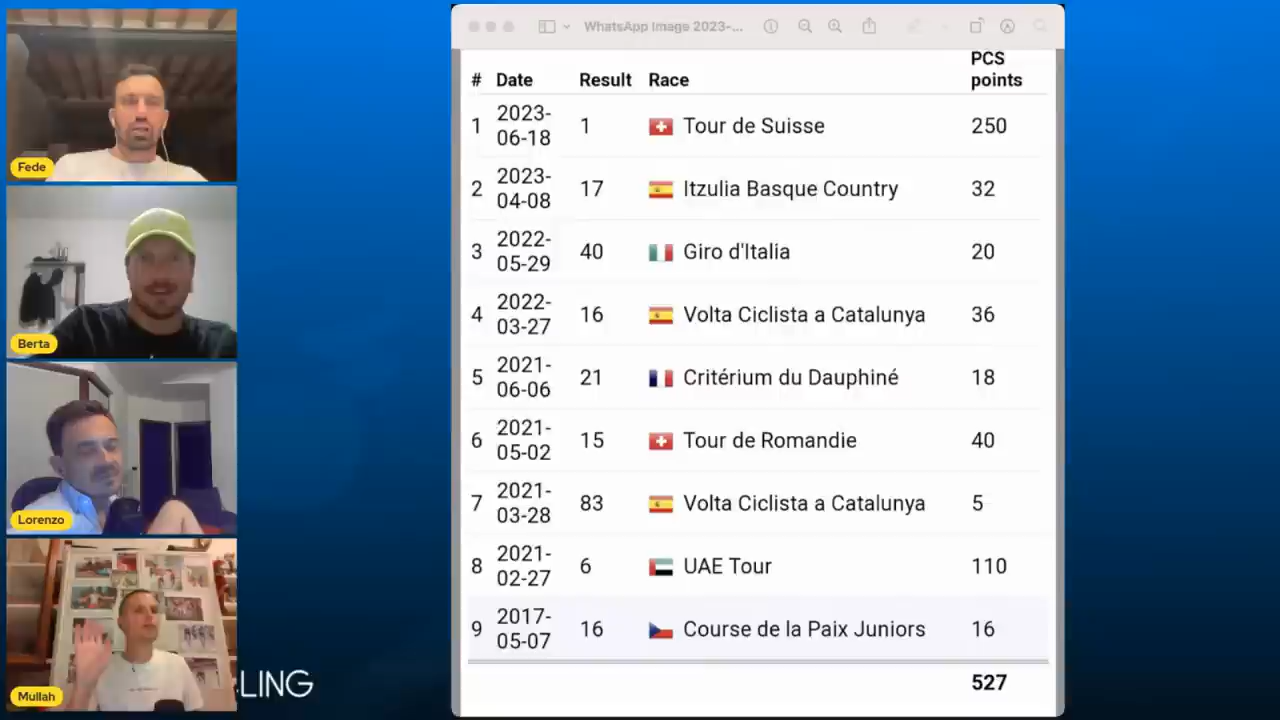 WhatsApp Image 2023-...
# Date Result Race PCS points
1 2023-06-18 1 Tour de Suisse 250
2 2023-04-08 17 Itzulia Basque Country 32
3 2022-05-29 40 Giro d'Italia 20
4 2022-03-27 16 Volta Ciclista a Catalunya 36
5 2021-06-06 21 Critérium du Dauphiné 18
6 2021-05-02 15 Tour de Romandie 40
7 2021-03-28 83 Volta Ciclista a Catalunya 5
8 2021-02-27 6 UAE Tour 110
9 2017-05-07 16 Course de la Paix Juniors 16
527
Fede
Berta
Lorenzo
Mullah
LING